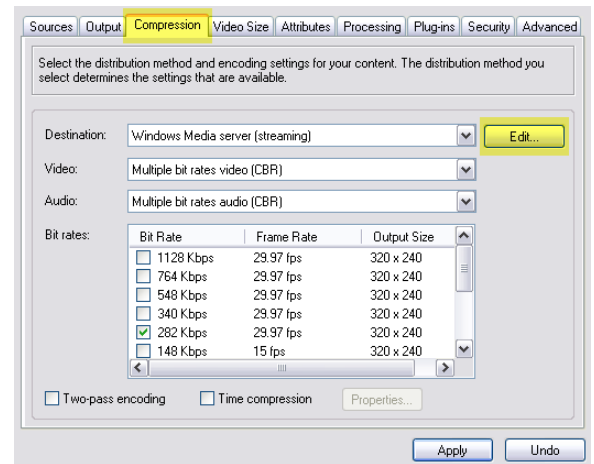 Sources Output Compression Video Size Attributes Processing Plug-ins Security Advanced
Select the distribution method and encoding settings for your content. The distribution method you
select determines the settings that are available.
Destination: Windows Media server (streaming) Edit...
Video: Multiple bit rates video (CBR)
Audio: Multiple bit rates audio (CBR)
Bit rates: Bit Rate Frame Rate Output Size
1128 Kbps 29.97 fps 320 x 240
764 Kbps 29.97 fps 320 x 240
548 Kbps 29.97 fps 320 x 240
340 Kbps 29.97 fps 320 x 240
282 Kbps 29.97 fps 320 x 240
148 Kbps 15 fps 320 x 240
Two-pass encoding Time compression Properties...
Apply Undo